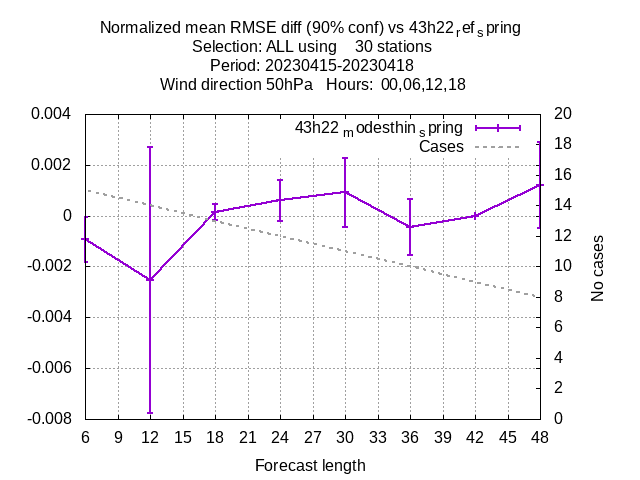 Normalized mean RMSE diff (90% conf) vs 43h22ᵣefₛpring
Selection: ALL using 30 stations
Period: 20230415-20230418
Wind direction 50hPa Hours: 00,06,12,18
43h22ₘodesthinₛpring
Cases
0.004
0.002
0
-0.002
-0.004
-0.006
-0.008
20
18
16
14
12
10
8
6
4
2
0
No cases
6 9 12 15 18 21 24 27 30 33 36 39 42 45 48
Forecast length